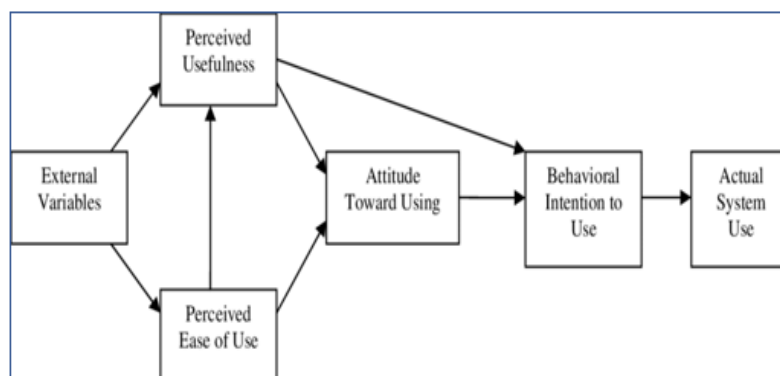 Perceived
Usefulness
External
Variables
Attitude
Toward Using
Behavioral
Intention to
Use
Actual
System
Use
Perceived
Ease of Use